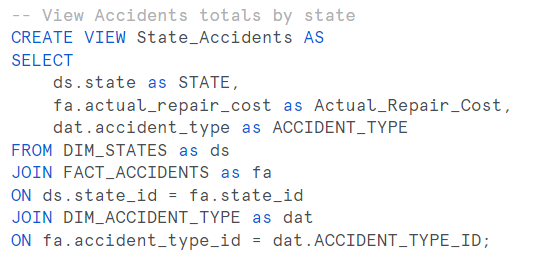 -- View Accidents totals by state
CREATE VIEW State_Accidents AS
SELECT
    ds.state as STATE,
    fa.actual_repair_cost as Actual_Repair_Cost,
    dat.accident_type as ACCIDENT_TYPE
FROM DIM_STATES as ds
JOIN FACT_ACCIDENTS as fa
ON ds.state_id = fa.state_id
JOIN DIM_ACCIDENT_TYPE as dat
ON fa.accident_type_id = dat.ACCIDENT_TYPE_ID;